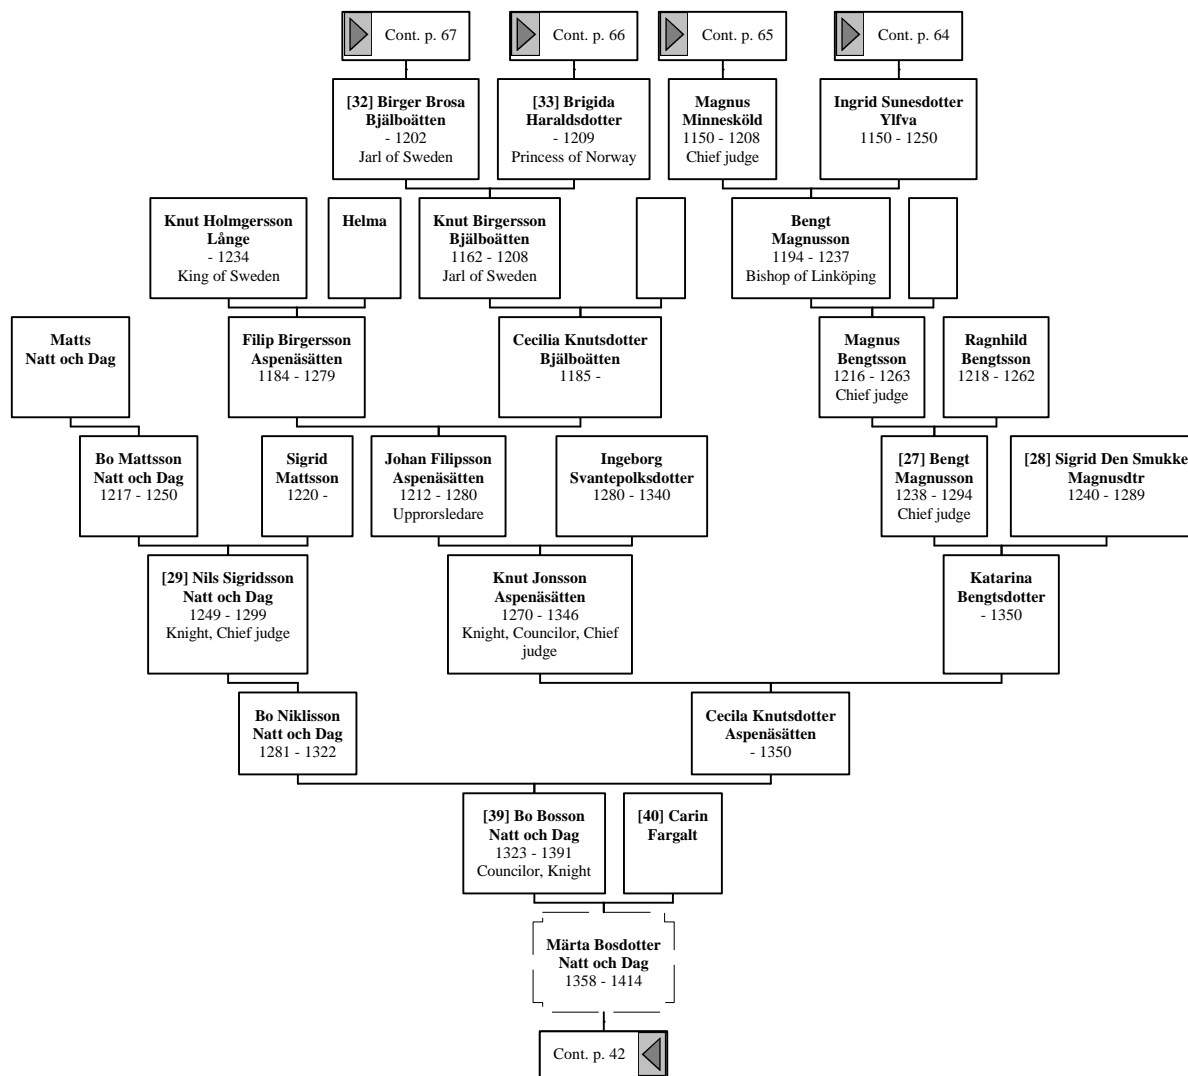 Cont. p. 67
Cont. p. 66
Cont. p. 65
Cont. p. 64
[32] Birger Brosa
Bjälboätten
- 1202
Jarl of Sweden
[33] Brigida
Haraldsdotter
- 1209
Princess of Norway
Magnus
Minnesköld
1150 - 1208
Chief judge
Ingrid Sunesdotter
Ylfva
1150 - 1250
Knut Holmgersson
Långe
- 1234
King of Sweden
Helma
Knut Birgersson
Bjälboätten
1162 - 1208
Jarl of Sweden
Bengt
Magnusson
1194 - 1237
Bishop of Linköping
Matts
Natt och Dag
Filip Birgersson
Aspenäsätten
1184 - 1279
Cecilia Knutsdotter
Bjälboätten
1185 -
Magnus
Bengtsson
1216 - 1263
Chief judge
Ragnhild
Bengtsson
1218 - 1262
Bo Mattsson
Natt och Dag
1217 - 1250
Sigrid
Mattsson
1220 -
Johan Filipsson
Aspenäsätten
1212 - 1280
Upprorsledare
Ingeborg
Svantepolksdotter
1280 - 1340
[27] Bengt
Magnusson
1238 - 1294
Chief judge
[28] Sigrid Den Smukke
Magnusdtr
1240 - 1289
[29] Nils Sigridsson
Natt och Dag
1249 - 1299
Knight, Chief judge
Knut Jonsson
Aspenäsätten
1270 - 1346
Knight, Councilor, Chief
judge
Katarina
Bengtsdotter
- 1350
Bo Niklisson
Natt och Dag
1281 - 1322
Cecila Knutsdotter
Aspenäsätten
- 1350
[39] Bo Bosson
Natt och Dag
1323 - 1391
Councilor, Knight
[40] Carin
Fargalt
Märta Bosdotter
Natt och Dag
1358 - 1414
Cont. p. 42